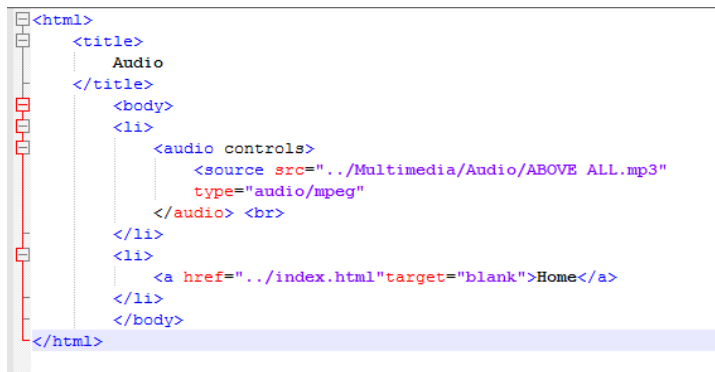 <html>
<title>
Audio
</title>
<body>
<li>
<audio controls>
<source src="../Multimedia/Audio/ABOVE ALL.mp3"
type="audio/mpeg"
</audio> <br>
</li>
<li>
<a href="../index.html"target="blank">Home</a>
</li>
</body>
</html>